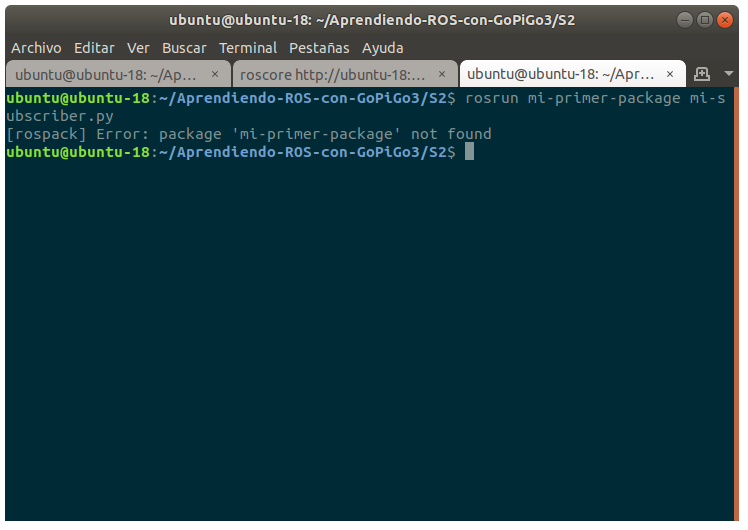 ubuntu@ubuntu-18: ~/Aprendiendo-ROS-con-GoPiGo3/S2
Archivo Editar Ver Buscar Terminal Pestañas Ayuda
ubuntu@ubuntu-18: ~/Ap… × roscore http://ubuntu-18:… × ubuntu@ubuntu-18: ~/Apr… ×
ubuntu@ubuntu-18:~/Aprendiendo-ROS-con-GoPiGo3/S2$ rosrun mi-primer-package mi-s
ubscriber.py
[rospack] Error: package 'mi-primer-package' not found
ubuntu@ubuntu-18:~/Aprendiendo-ROS-con-GoPiGo3/S2$